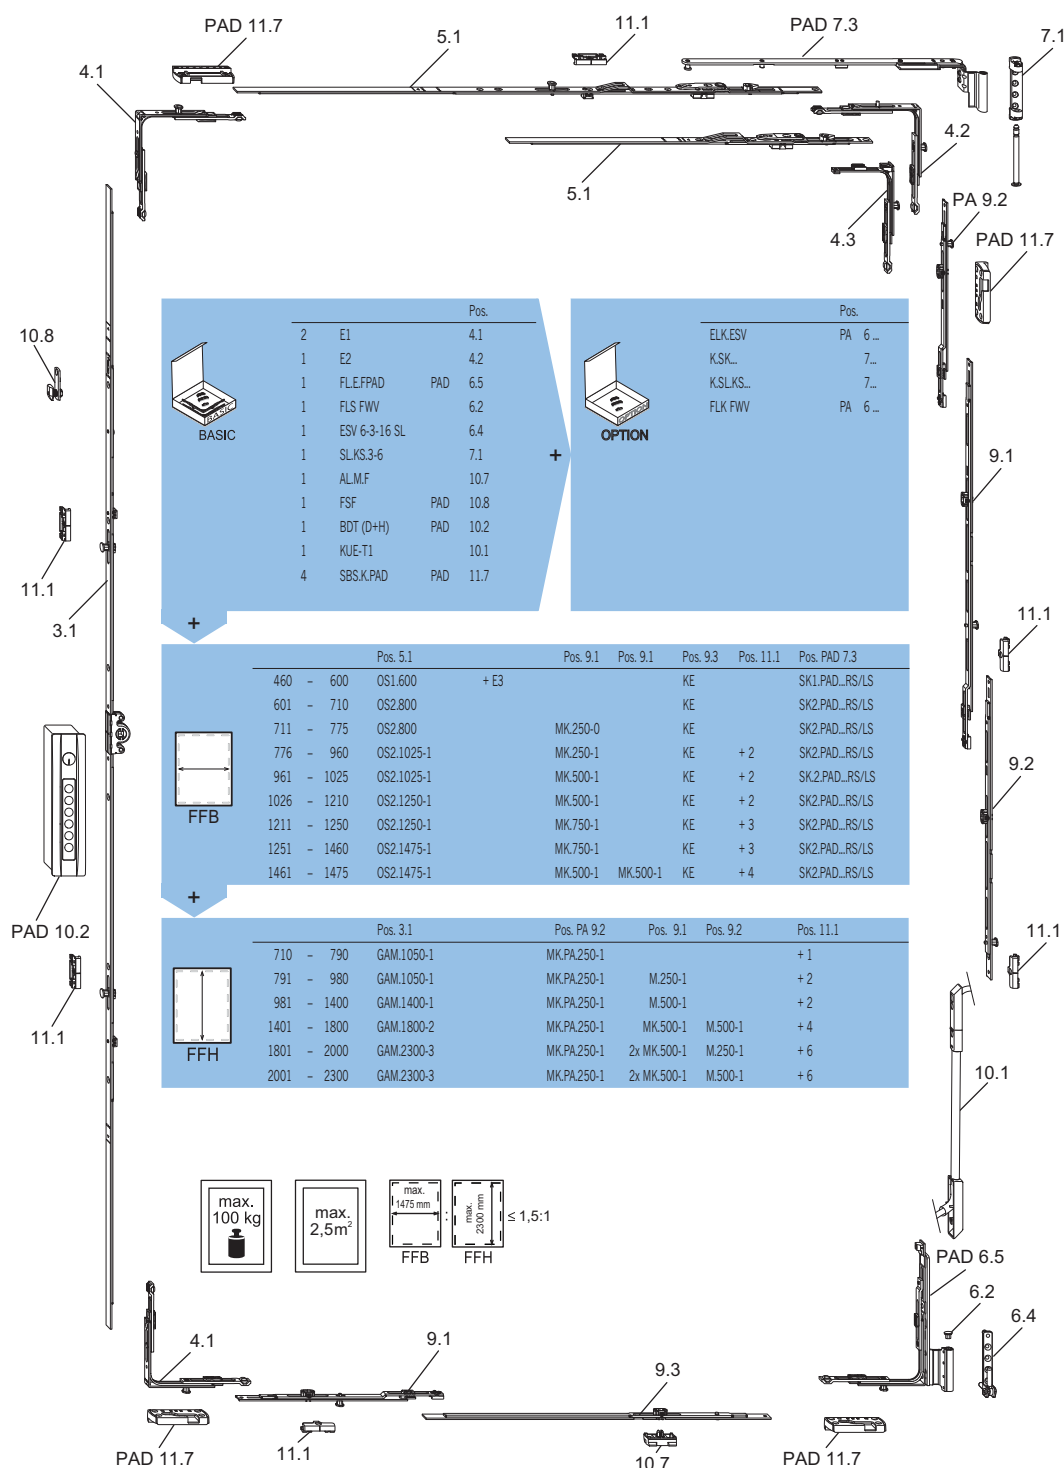 PAD 11.7
5.1
11.1
PAD 7.3
7.1
4.1
4.2
5.1
4.3
PA 9.2
PAD 11.7
10.8
Pos.
2 E1 4.1
1 E2 4.2
1 FL.E.FPAD PAD 6.5
1 FLS FWV 6.2
1 ESV 6-3-16 SL 6.4
1 SL.KS.3-6 7.1
1 AL.M.F 10.7
1 FSF PAD 10.8
1 BDT (D+H) PAD 10.2
1 KUE-T1 10.1
4 SBS.K.PAD PAD 11.7
BASIC
BASIC
+
Pos.
ELK.ESV PA 6 ...
K.SK... 7...
K.SL.KS... 7...
FLK FWV PA 6 ...
OPTION
OPTION
9.1
11.1
3.1
+
11.1
Pos. 5.1 Pos. 9.1 Pos. 9.1 Pos. 9.3 Pos. 11.1 Pos. PAD 7.3
460 – 600 OS1.600 + E3 KE SK1.PAD...RS/LS
601 – 710 OS2.800 KE SK2.PAD...RS/LS
711 – 775 OS2.800 MK.250-0 KE SK2.PAD...RS/LS
776 – 960 OS2.1025-1 MK.250-1 KE + 2 SK2.PAD...RS/LS
961 – 1025 OS2.1025-1 MK.500-1 KE + 2 SK.2.PAD...RS/LS
1026 – 1210 OS2.1250-1 MK.500-1 KE + 2 SK2.PAD...RS/LS
1211 – 1250 OS2.1250-1 MK.750-1 KE + 3 SK2.PAD...RS/LS
1251 – 1460 OS2.1475-1 MK.750-1 KE + 3 SK2.PAD...RS/LS
1461 – 1475 OS2.1475-1 MK.500-1 MK.500-1 KE + 4 SK2.PAD...RS/LS
FFB
9.2
+
PAD 10.2
11.1
11.1
Pos. 3.1 Pos. PA 9.2 Pos. 9.1 Pos. 9.2 Pos. 11.1
710 – 790 GAM.1050-1 MK.PA.250-1 + 1
791 – 980 GAM.1050-1 MK.PA.250-1 M.250-1 + 2
981 – 1400 GAM.1400-1 MK.PA.250-1 M.500-1 + 2
1401 – 1800 GAM.1800-2 MK.PA.250-1 MK.500-1 M.500-1 + 4
1801 – 2000 GAM.2300-3 MK.PA.250-1 2x MK.500-1 M.250-1 + 6
2001 – 2300 GAM.2300-3 MK.PA.250-1 2x MK.500-1 M.500-1 + 6
FFH
10.1
max.
100 kg
max.
2,5m²
max.
1475 mm
FFB
:
max.
2300 mm
FFH
≤ 1,5:1
PAD 6.5
6.2
6.4
4.1
9.1
9.3
PAD 11.7
11.1
10.7
PAD 11.7